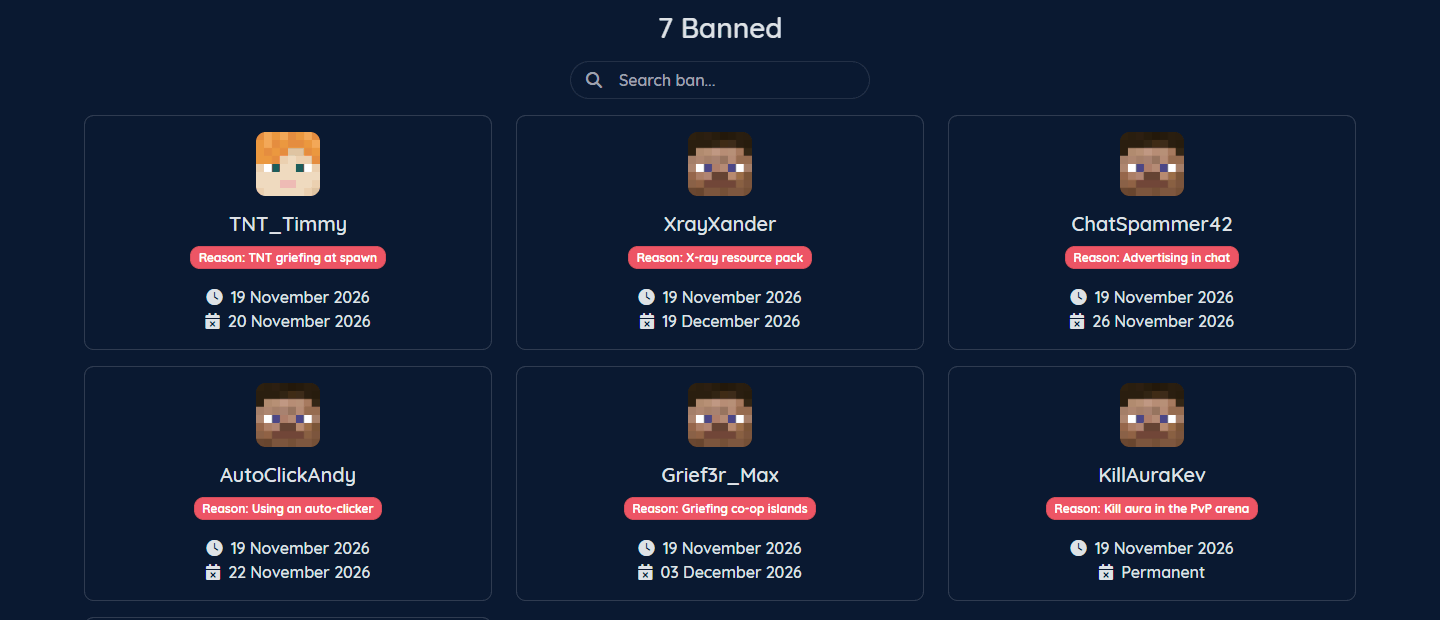 7 Banned
Search ban...
TNT_Timmy
Reason: TNT griefing at spawn
19 November 2026
20 November 2026
XrayXander
Reason: X-ray resource pack
19 November 2026
19 December 2026
ChatSpammer42
Reason: Advertising in chat
19 November 2026
26 November 2026
AutoClickAndy
Reason: Using an auto-clicker
19 November 2026
22 November 2026
Grief3r_Max
Reason: Griefing co-op islands
19 November 2026
03 December 2026
KillAuraKev
Reason: Kill aura in the PvP arena
19 November 2026
Permanent